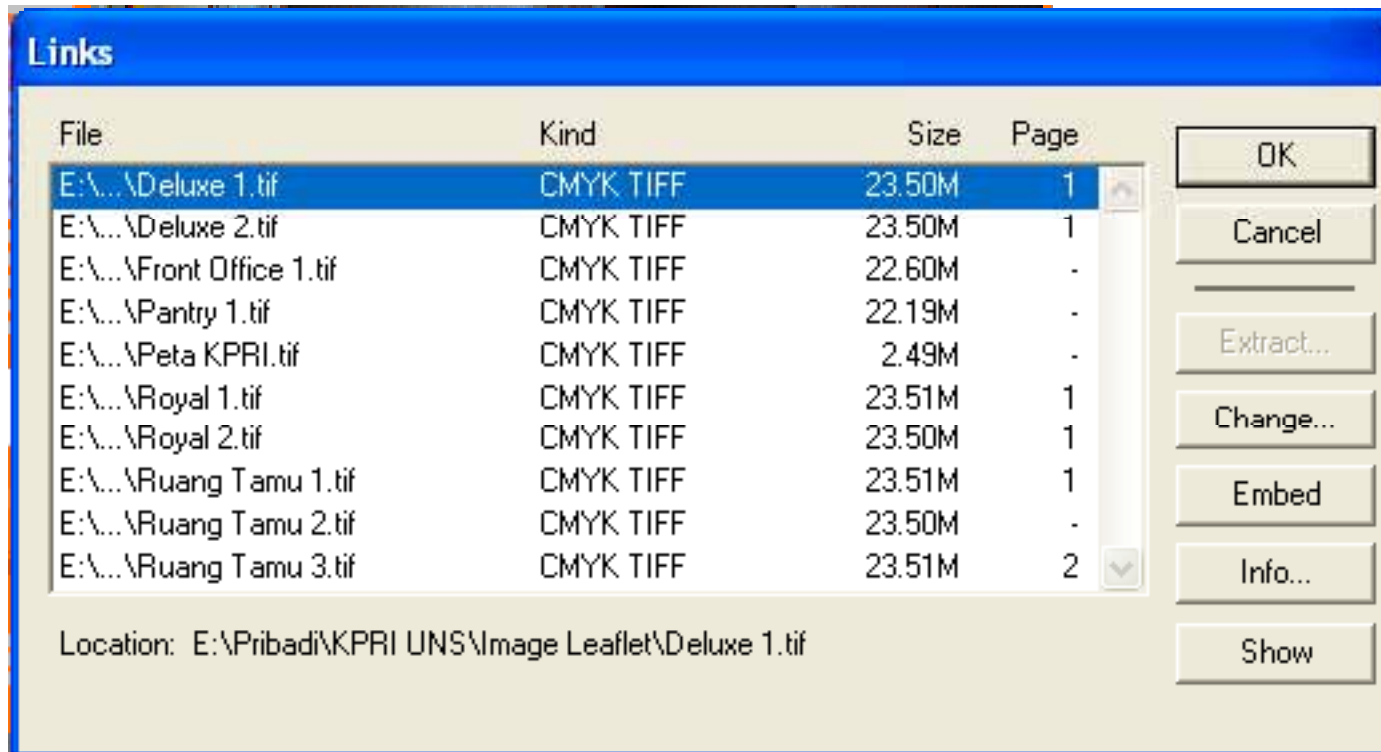 Links
File Kind Size Page
E:\...\Deluxe 1.tif CMYK TIFF 23.50M 1
E:\...\Deluxe 2.tif CMYK TIFF 23.50M 1
E:\...\Front Office 1.tif CMYK TIFF 22.60M -
E:\...\Pantry 1.tif CMYK TIFF 22.19M -
E:\...\Peta KPRI.tif CMYK TIFF 2.49M -
E:\...\Royal 1.tif CMYK TIFF 23.51M 1
E:\...\Royal 2.tif CMYK TIFF 23.50M 1
E:\...\Ruang Tamu 1.tif CMYK TIFF 23.51M 1
E:\...\Ruang Tamu 2.tif CMYK TIFF 23.50M -
E:\...\Ruang Tamu 3.tif CMYK TIFF 23.51M 2
Location: E:\Pribadi\KPRI UNS\Image Leaflet\Deluxe 1.tif
OK
Cancel
Extract...
Change...
Embed
Info...
Show